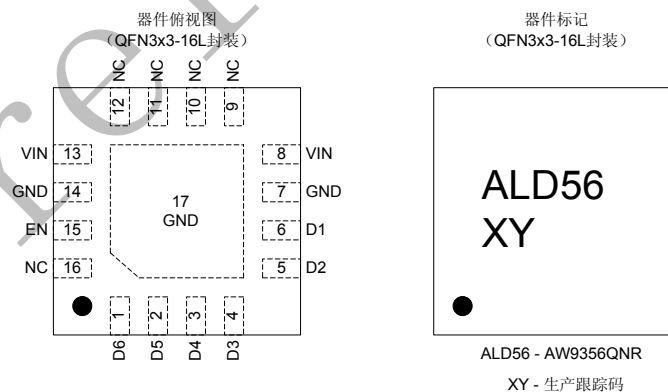 器件俯视图
（QFN3x3-16L封装）
NC NC NC NC
12 11 10 9
VIN 13
GND 14
EN 15
NC 16
17
GND
8 VIN
7 GND
6 D1
5 D2
1 2 3 4
D6 D5 D4 D3
器件标记
（QFN3x3-16L封装）
ALD56
XY
ALD56 - AW9356QNR
XY - 生产跟踪码